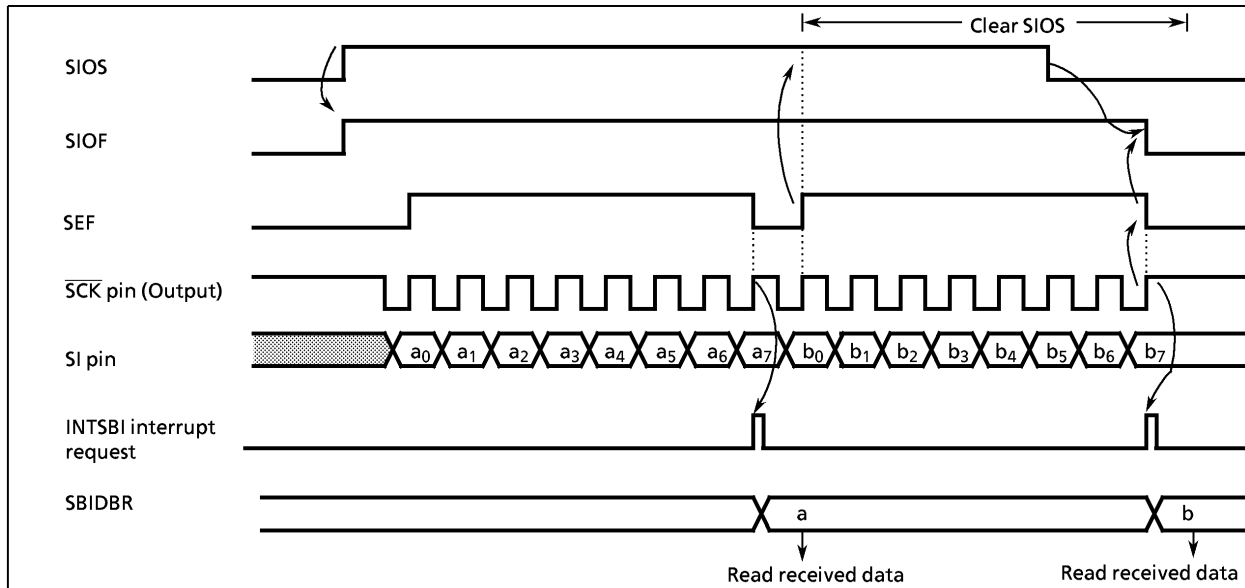 Clear SIOS
SIOS
SIOF
SEF
SCK pin (Output)
SI pin
a0 a1 a2 a3 a4 a5 a6 a7 b0 b1 b2 b3 b4 b5 b6 b7
INTSBI interrupt
request
SBIDBR
a b
Read received data Read received data